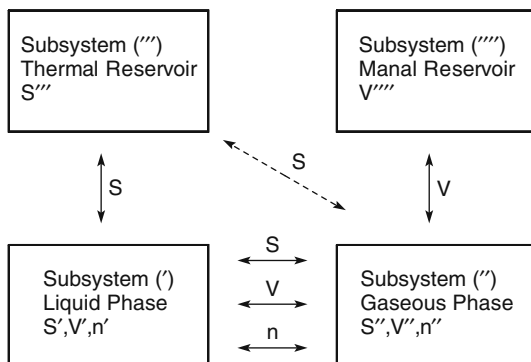 Subsystem (′′′)
Thermal Reservoir
S′′′
Subsystem (′′′′)
Manal Reservoir
V′′′′
S
S
V
Subsystem (′)
Liquid Phase
S′,V′,n′
S
V
n
Subsystem (′′)
Gaseous Phase
S′′,V′′,n′′